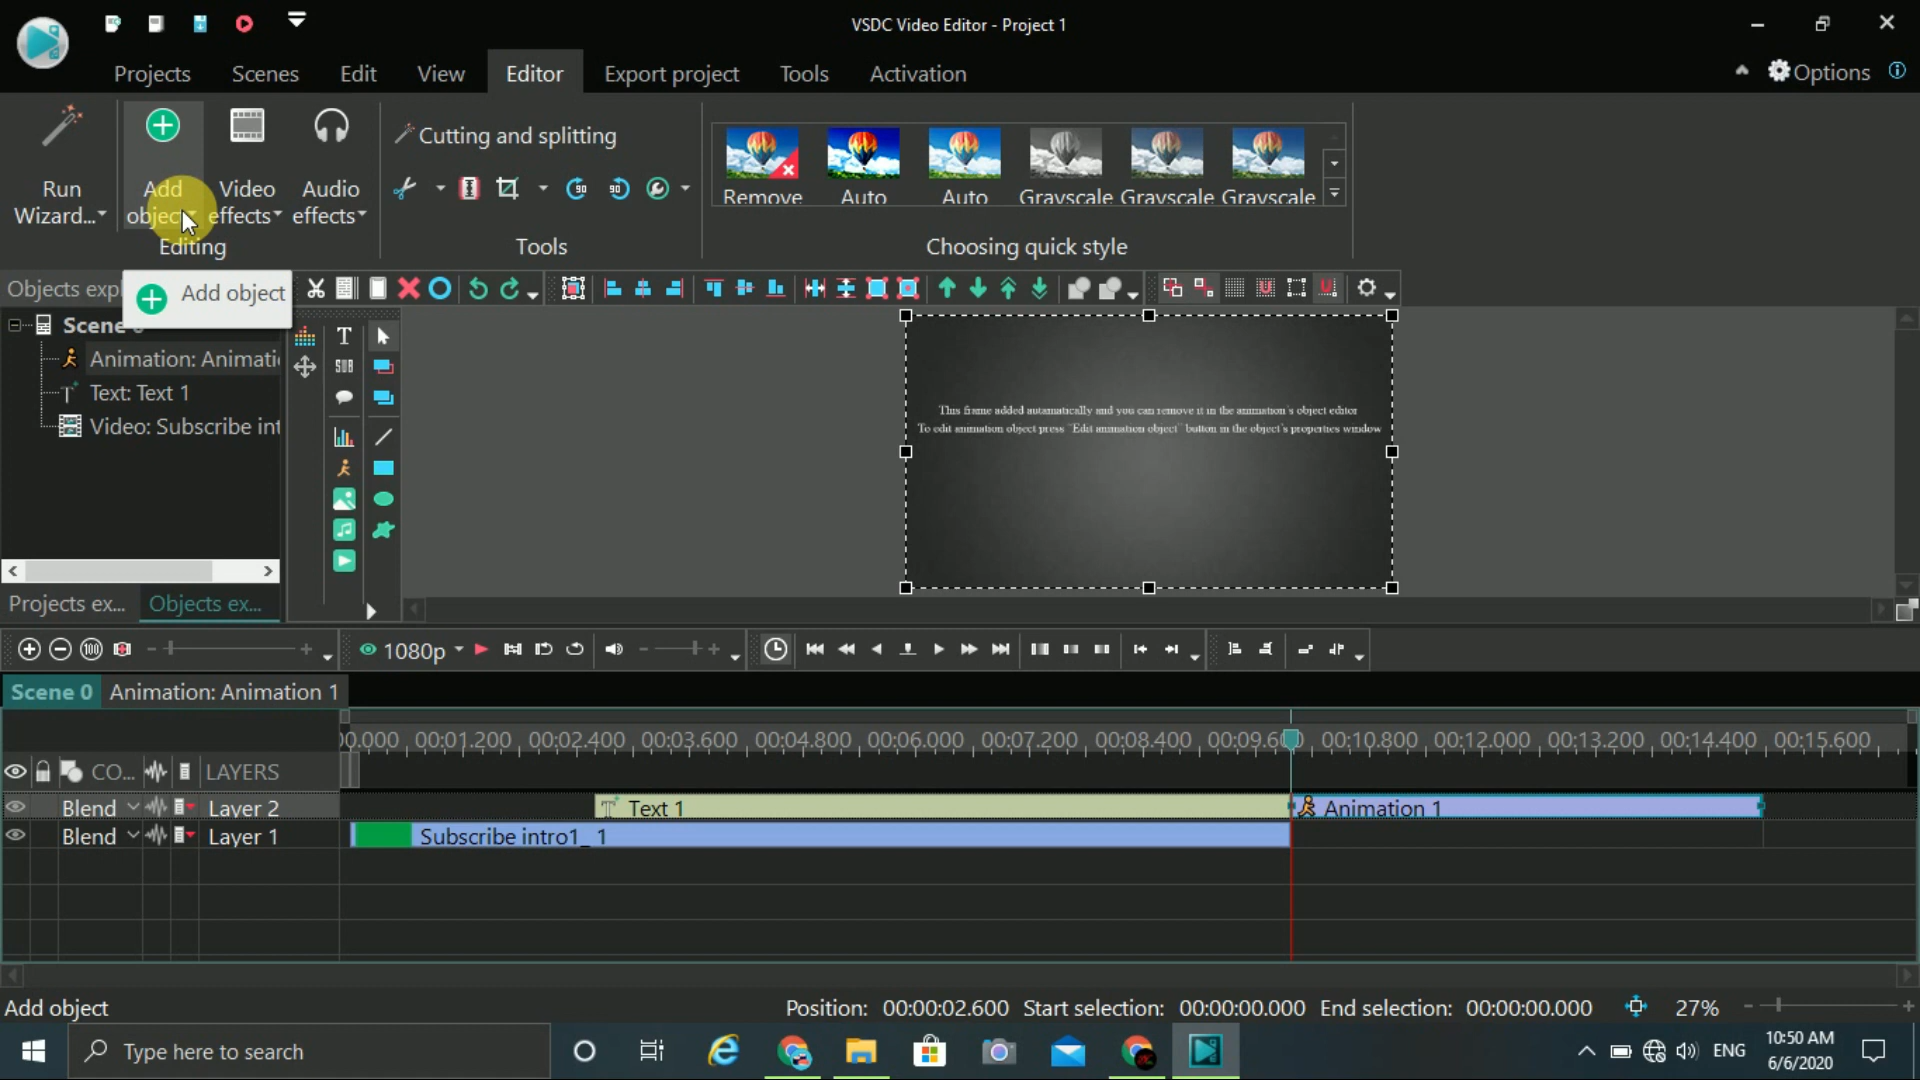 VSDC Video Editor - Project 1
Projects Scenes Edit View Editor Export project Tools Activation Options
Cutting and splitting
Run Wizard...
Add object
Video effects
Audio effects
90 90
Remove Auto Auto Grayscale Grayscale Grayscale
Editing Tools Choosing quick style
Objects expl
Add object
Scene 0
Animation: Animati
Text: Text 1
Video: Subscribe int
T
SUB
This frame added automatically and you can remove it in the animation's object editor
To edit animation object press "Edit animation object" button in the object's properties window
Projects ex... Objects ex...
100 1080p
Scene 0 Animation: Animation 1
00.000 00:01.200 00:02.400 00:03.600 00:04.800 00:06.000 00:07.200 00:08.400 00:09.600 00:10.800 00:12.000 00:13.200 00:14.400 00:15.600
CO... LAYERS
Blend Layer 2 Text 1 Animation 1
Blend Layer 1 Subscribe intro1_ 1
Add object Position: 00:00:02.600 Start selection: 00:00:00.000 End selection: 00:00:00.000 27%
Type here to search ENG 10:50 AM
6/6/2020